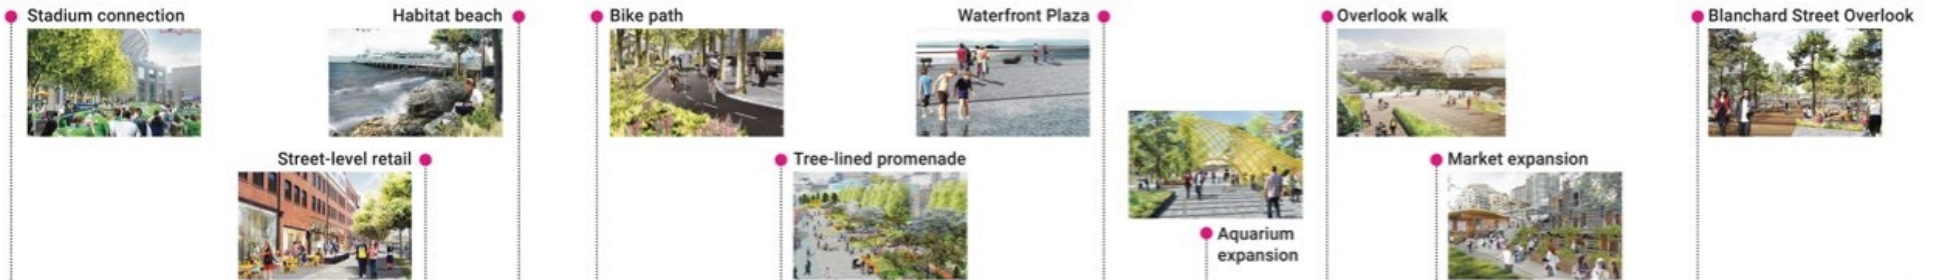 Stadium connection
Habitat beach
Bike path
Waterfront Plaza
Overlook walk
Blanchard Street Overlook
Street-level retail
Tree-lined promenade
Market expansion
Aquarium
expansion